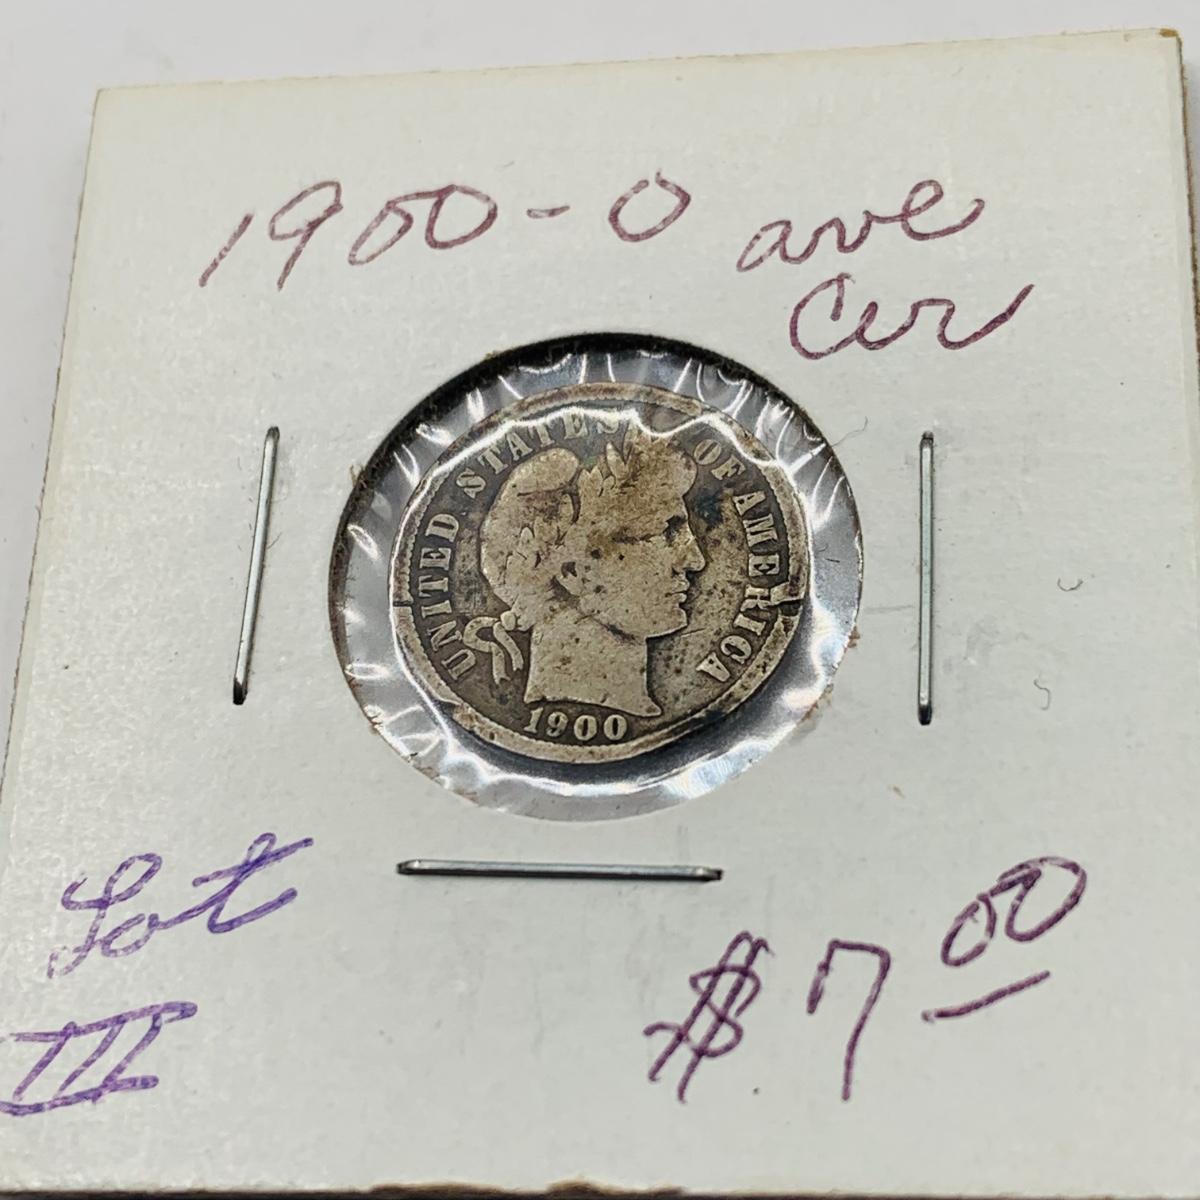 1900-O ave
Cir
UNITED STATES OF AMERICA
1900
Lot
III
$7.00